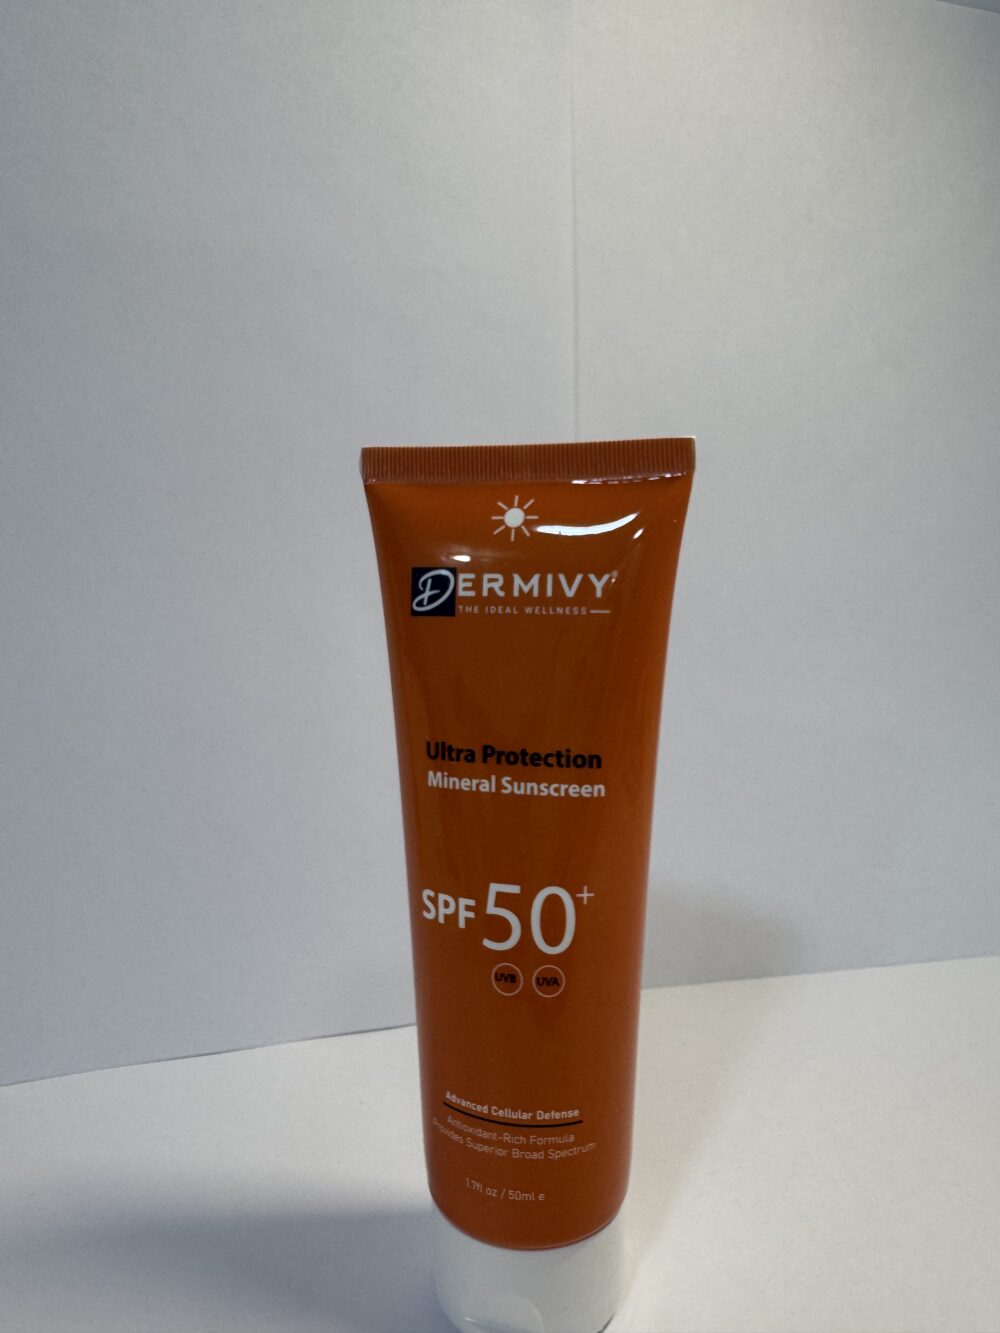 DERMIVY®
THE IDEAL WELLNESS
Ultra Protection
Mineral Sunscreen
SPF 50+
UVB UVA
Advanced Cellular Defense
Antioxidant-Rich Formula
Provides Superior Broad Spectrum
1.7fl oz / 50ml e